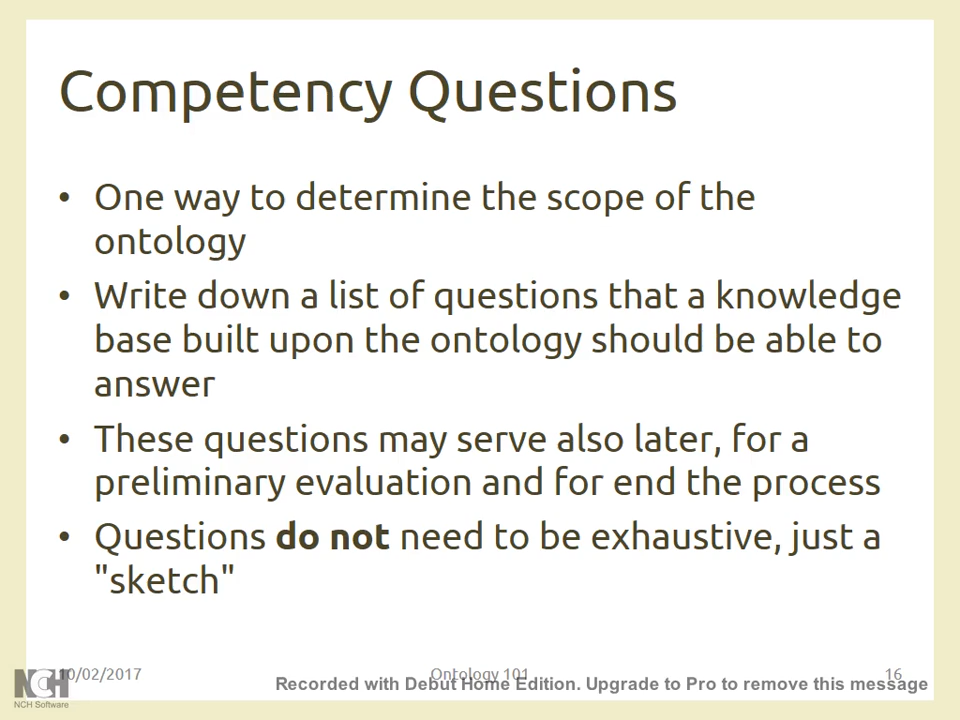 Competency Questions
• One way to determine the scope of the
ontology
• Write down a list of questions that a knowledge
base built upon the ontology should be able to
answer
• These questions may serve also later, for a
preliminary evaluation and for end the process
• Questions do not need to be exhaustive, just a
"sketch"
10/02/2017 Ontology 101 16
Recorded with Debut Home Edition. Upgrade to Pro to remove this message
NCH
NCH Software